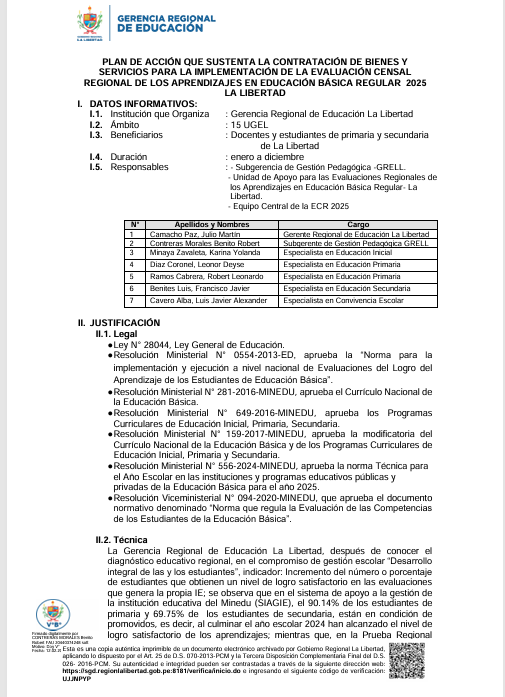 GERENCIA REGIONAL
DE EDUCACIÓN
PLAN DE ACCIÓN QUE SUSTENTA LA CONTRATACIÓN DE BIENES Y
SERVICIOS PARA LA IMPLEMENTACIÓN DE LA EVALUACIÓN CENSAL
REGIONAL DE LOS APRENDIZAJES EN EDUCACIÓN BÁSICA REGULAR 2025
LA LIBERTAD
I. DATOS INFORMATIVOS:
I.1. Institución que Organiza : Gerencia Regional de Educación La Libertad
I.2. Ámbito : 15 UGEL
I.3. Beneficiarios : Docentes y estudiantes de primaria y secundaria
de La Libertad
I.4. Duración : enero a diciembre
I.5. Responsables : - Subgerencia de Gestión Pedagógica -GRELL.
- Unidad de Apoyo para las Evaluaciones Regionales de
los Aprendizajes en Educación Básica Regular- La
Libertad.
- Equipo Central de la ECR 2025
N° Apellidos y Nombres Cargo
1 Camacho Paz, Julio Martín Gerente Regional de Educación La Libertad
2 Contreras Morales Benito Robert Subgerente de Gestión Pedagógica GRELL
3 Minaya Zavaleta, Karina Yolanda Especialista en Educación Inicial
4 Díaz Coronel, Leonor Deyse Especialista en Educación Primaria
5 Ramos Cabrera, Robert Leonardo Especialista en Educación Primaria
6 Benites Luis, Francisco Javier Especialista en Educación Secundaria
7 Cavero Alba, Luis Javier Alexander Especialista en Convivencia Escolar
II. JUSTIFICACIÓN
II.1. Legal
●Ley N° 28044, Ley General de Educación.
●Resolución Ministerial N° 0554-2013-ED, aprueba la “Norma para la
implementación y ejecución a nivel nacional de Evaluaciones del Logro del
Aprendizaje de los Estudiantes de Educación Básica”.
●Resolución Ministerial N° 281-2016-MINEDU, aprueba el Currículo Nacional de
la Educación Básica.
●Resolución Ministerial N° 649-2016-MINEDU, aprueba los Programas
Curriculares de Educación Inicial, Primaria, Secundaria.
●Resolución Ministerial N° 159-2017-MINEDU, aprueba la modificatoria del
Currículo Nacional de la Educación Básica y de los Programas Curriculares de
Educación Inicial, Primaria y Secundaria.
●Resolución Ministerial N° 556-2024-MINEDU, aprueba la norma Técnica para
el Año Escolar en las instituciones y programas educativos públicas y
privadas de la Educación Básica para el año 2025.
●Resolución Viceministerial N° 094-2020-MINEDU, que aprueba el documento
normativo denominado “Norma que regula la Evaluación de las Competencias
de los Estudiantes de la Educación Básica”.
II.2. Técnica
La Gerencia Regional de Educación La Libertad, después de conocer el
diagnóstico educativo regional, en el compromiso de gestión escolar “Desarrollo
integral de las y los estudiantes”, indicador: Incremento del número o porcentaje
de estudiantes que obtienen un nivel de logro satisfactorio en las evaluaciones
que genera la propia IE; se observa que en el sistema de apoyo a la gestión de
la institución educativa del Minedu (SIAGIE), el 90.14% de los estudiantes de
primaria y 69.75% de los estudiantes de secundaria, están en condición de
promovidos, es decir, al culminar el año escolar 2024 han alcanzado el nivel de
logro satisfactorio de los aprendizajes; mientras que, en la Prueba Regional
Firmado digitalmente por
CONTRERAS MORALES Benito
Esta es una copia auténtica imprimible de un documento electrónico archivado por Gobierno Regional La Libertad,
aplicando lo dispuesto por el Art. 25 de D.S. 070-2013-PCM y la Tercera Disposición Complementaria Final del D.S.
026- 2016-PCM. Su autenticidad e integridad pueden ser contrastadas a través de la siguiente dirección web:
https://sgd.regionlalibertad.gob.pe:8181/verifica/inicio.do e ingresando el siguiente código de verificación:
UJJNPYP